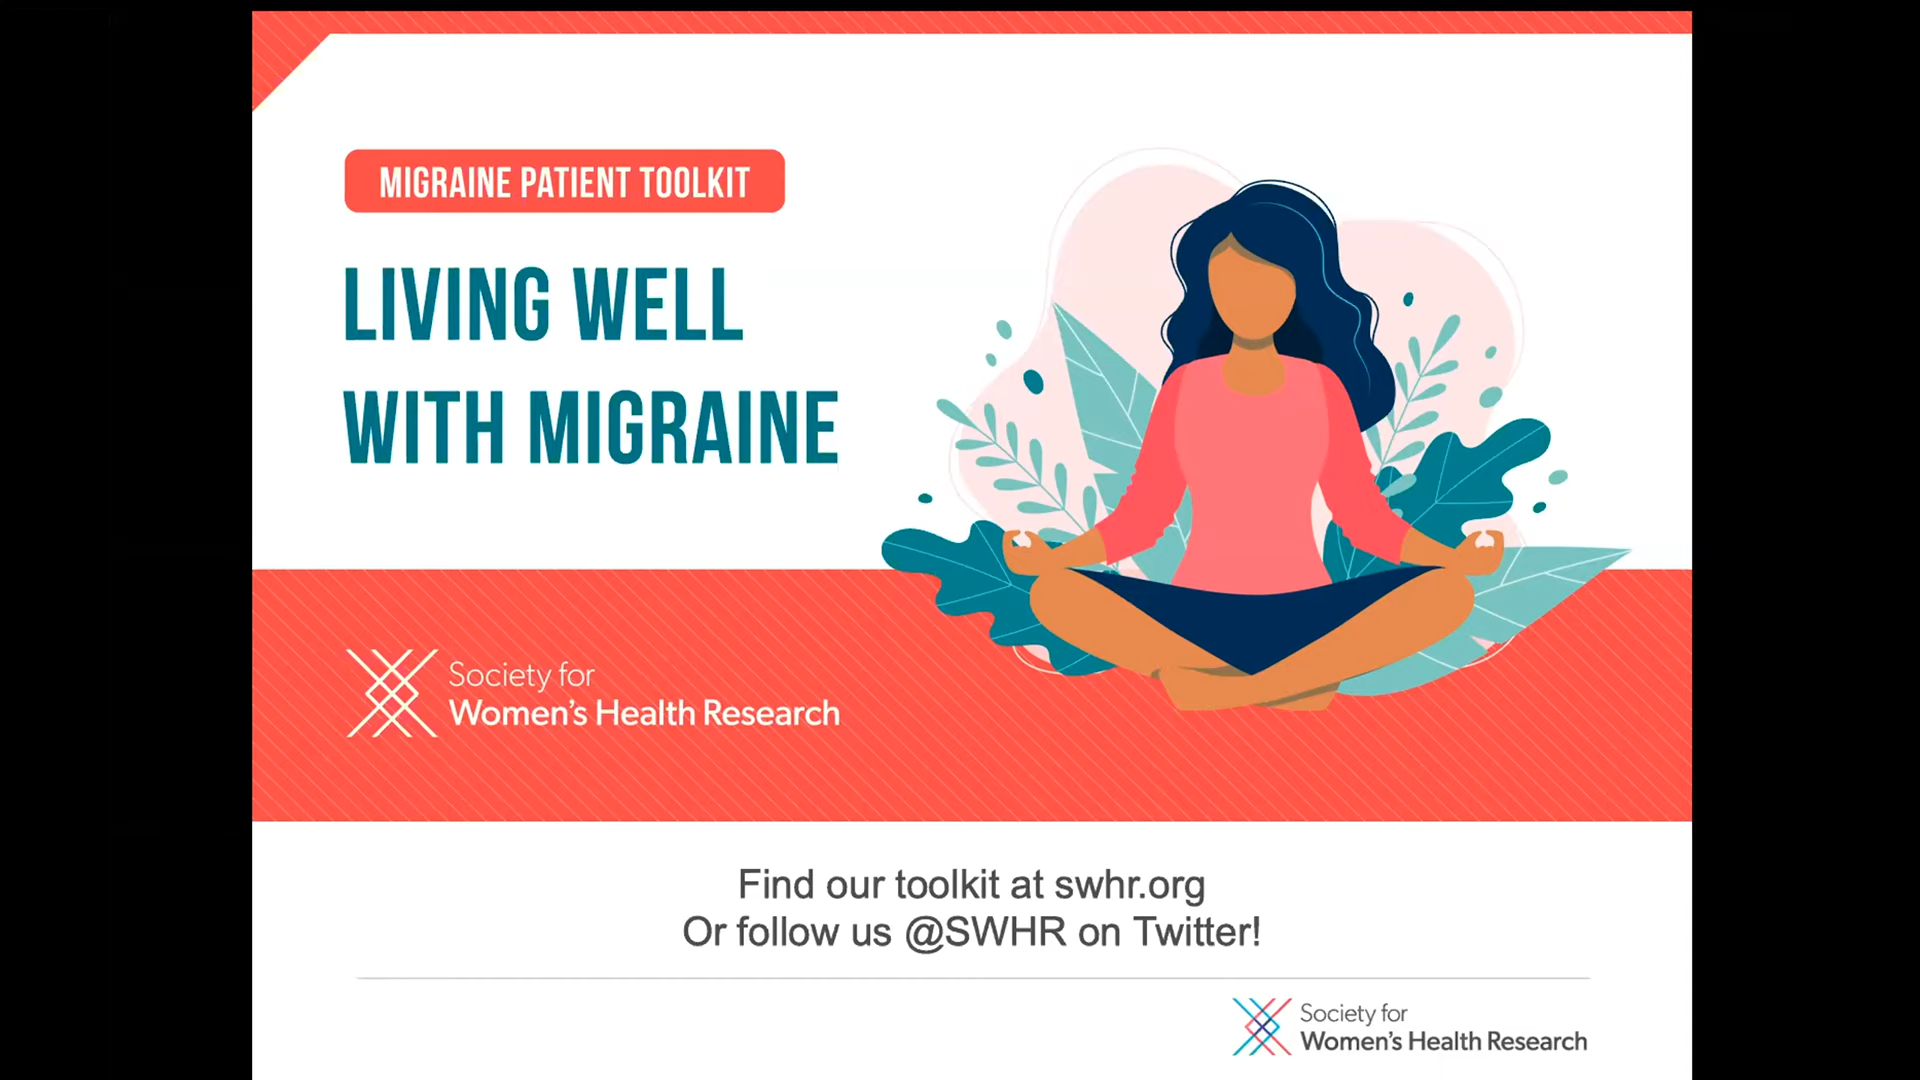 MIGRAINE PATIENT TOOLKIT
LIVING WELL
WITH MIGRAINE
Society for
Women's Health Research
Find our toolkit at swhr.org
Or follow us @SWHR on Twitter!
Society for
Women's Health Research